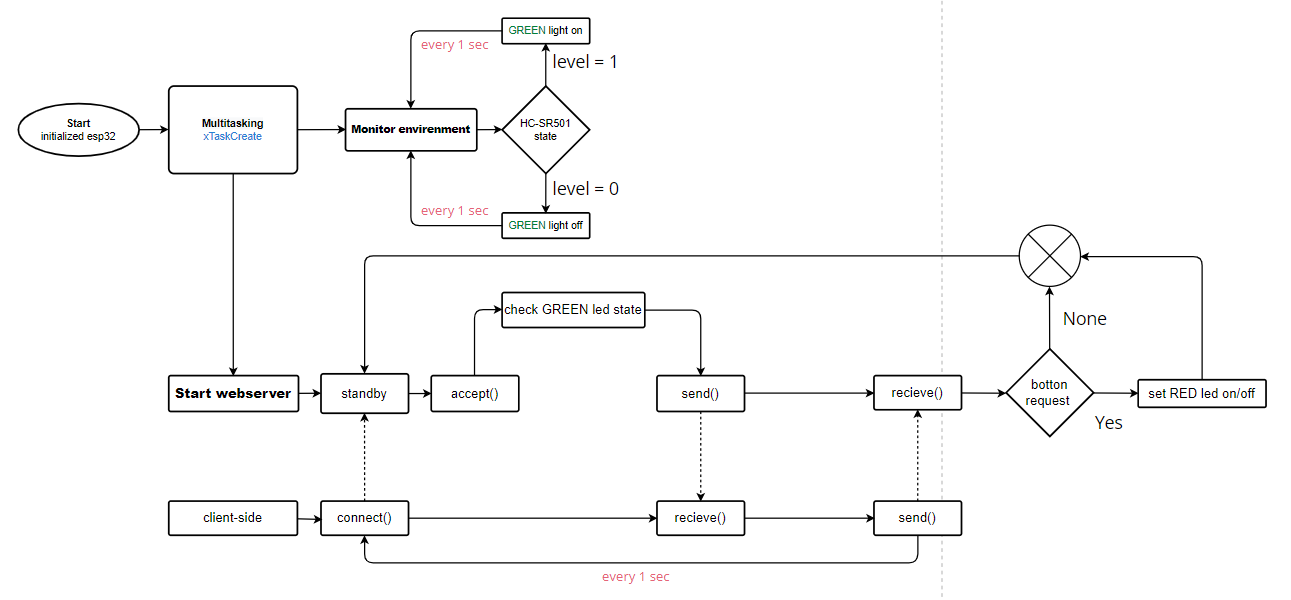 GREEN light on
every 1 sec
level = 1
Start
initialized esp32
Multitasking
xTaskCreate
Monitor envirenment
HC-SR501
state
level = 0
every 1 sec
GREEN light off
check GREEN led state
None
Start webserver
standby
accept()
send()
recieve()
botton
request
set RED led on/off
Yes
client-side
connect()
recieve()
send()
every 1 sec